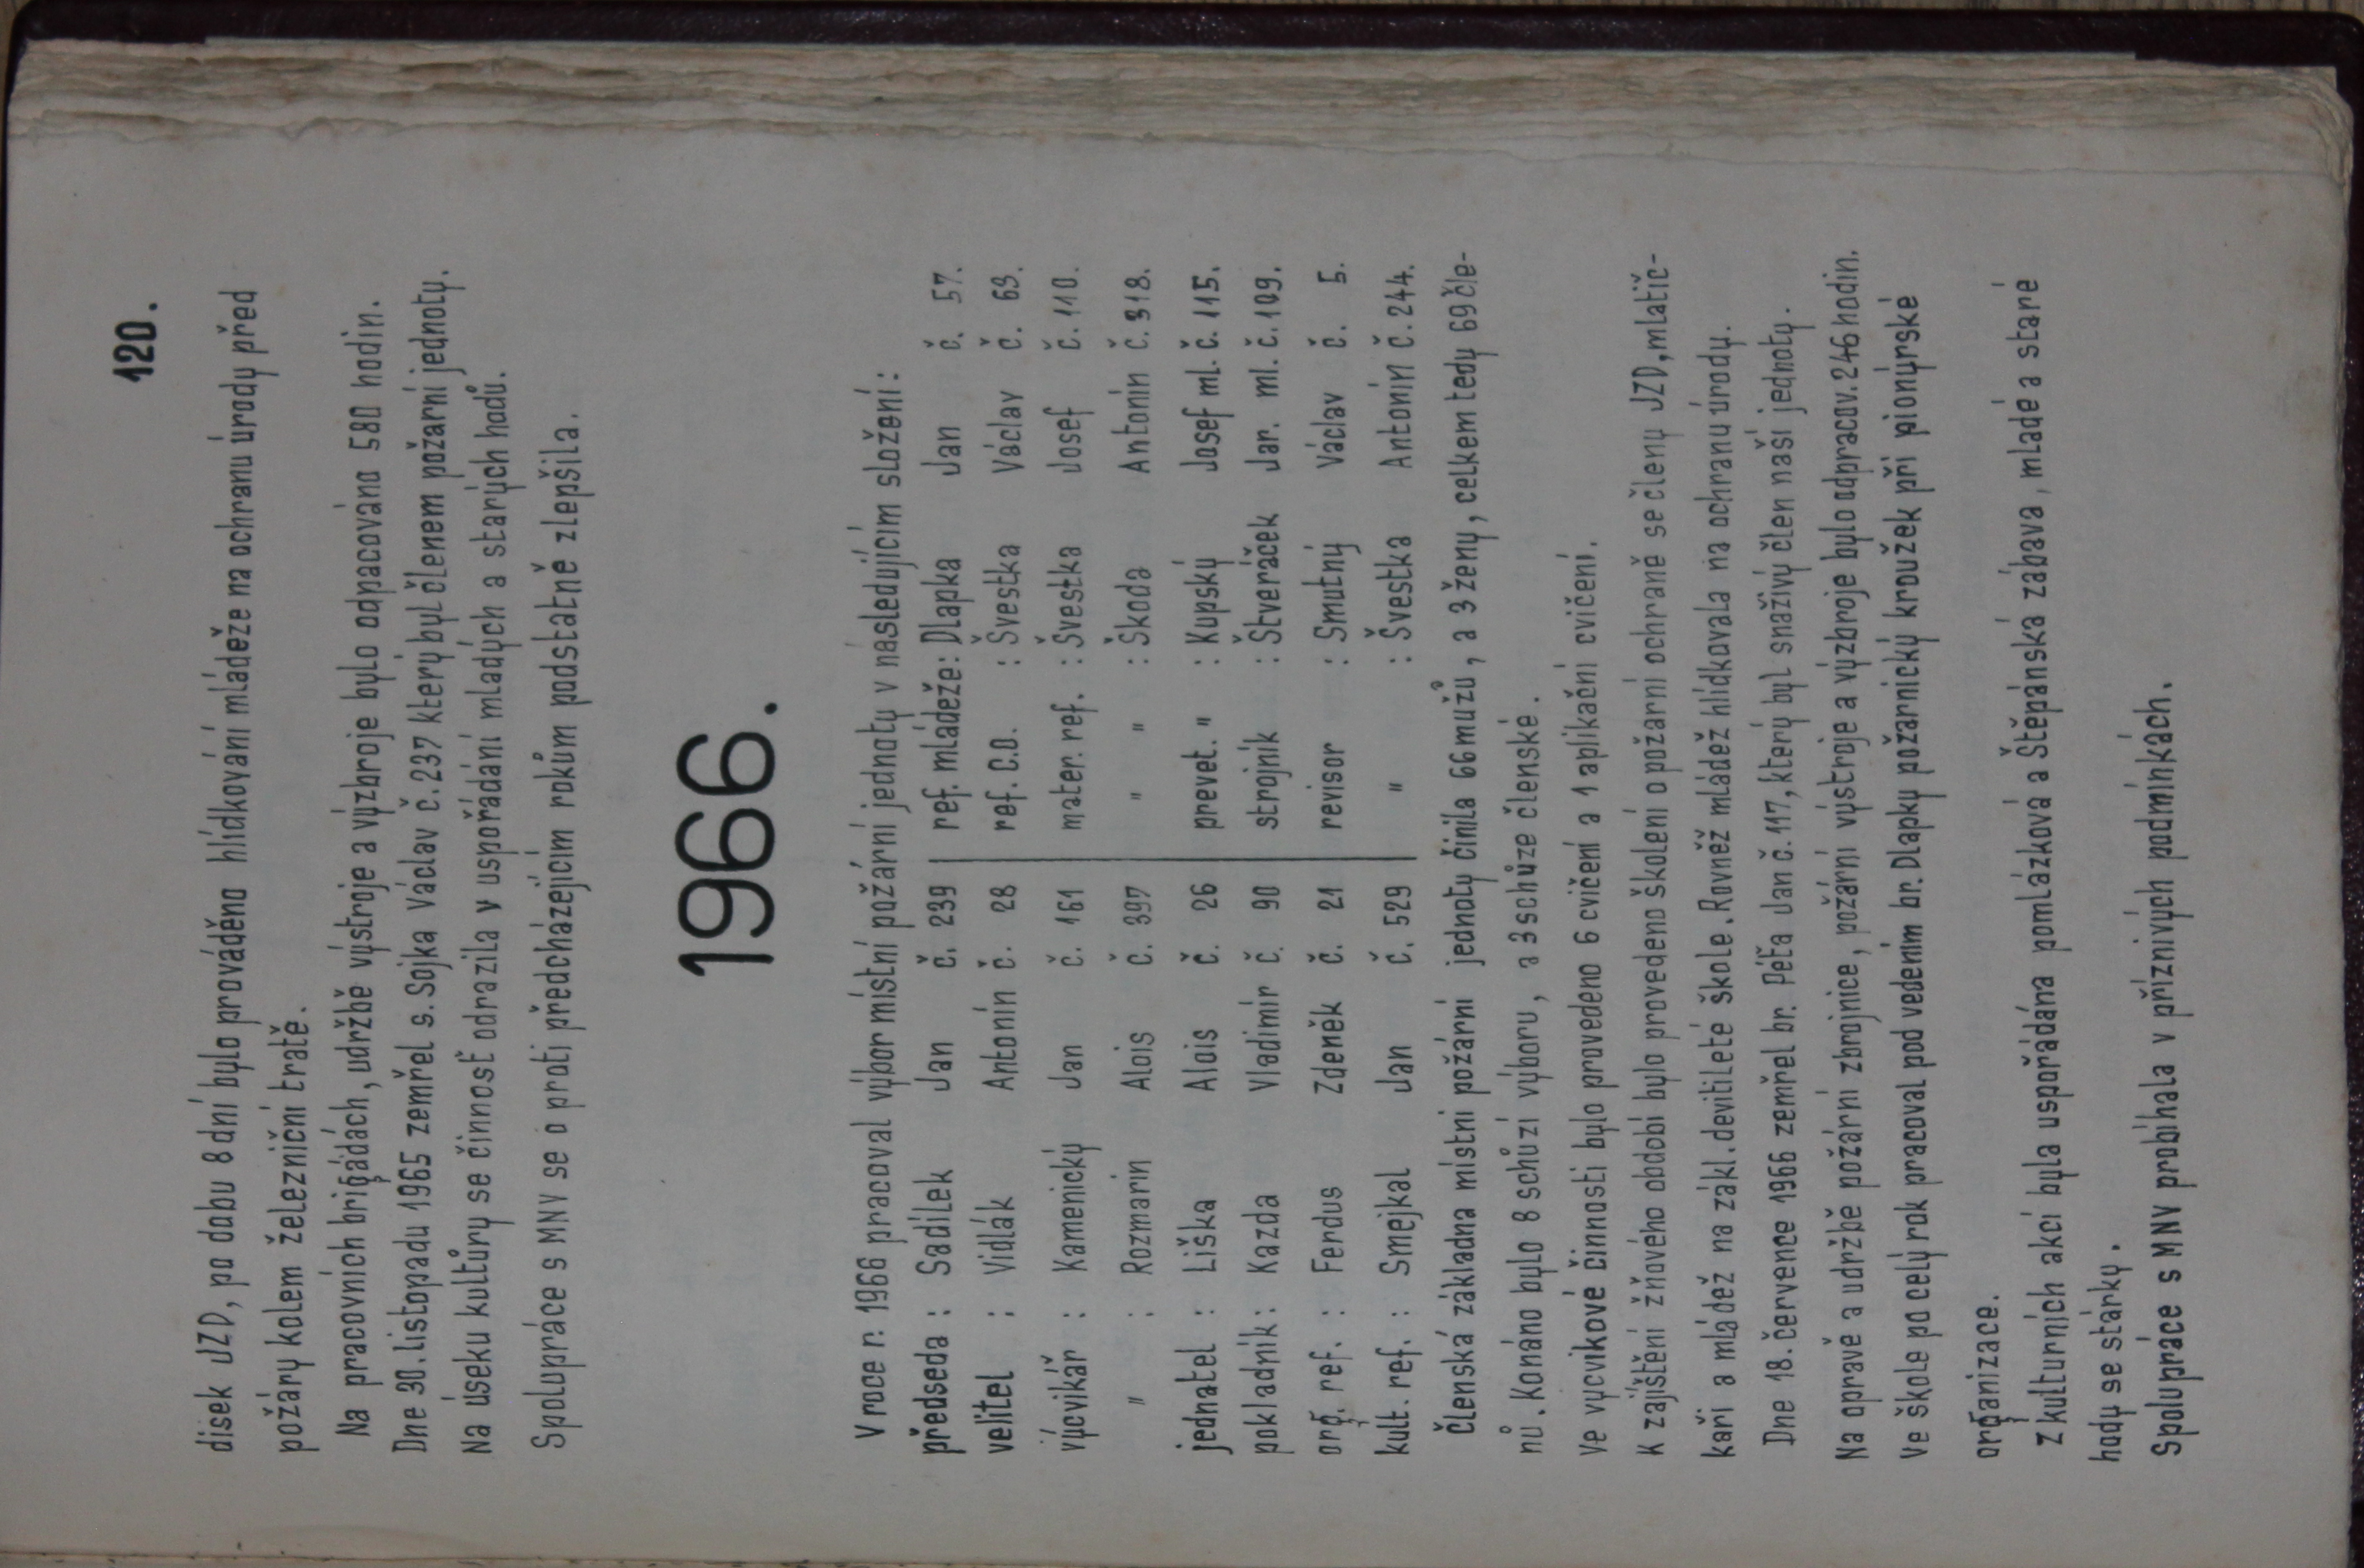 120.
disek JZD, po dobu 8 dní bylo prováděno hlídkování mládeže na ochranu úrody před
požáry kolem železniční tratě.
Na pracovních brigádách, udržbě výstroje a výzbroje bylo odpacováno 580 hodin.
Dne 30. listopadu 1965 zemřel s. Sojka Václav č. 237 který byl členem požární jednoty.
Na úseku kultůry se činnosť odrazila v uspořádání mladých a starých hodů.
Spolupráce s MNV se o proti předcházejícím rokům podstatně zlepšila.
1966.
V roce r. 1966 pracoval výbor místní požární jednoty v následujícím složení:
předseda : Sadílek Jan č. 239 ref. mládeže: Dlapka Jan č. 57.
velitel : Vidlák Antonín č. 28 ref. C.O. : Švestka Václav č. 69.
výcvikář : Kamenický Jan č. 161 mater. ref. : Švestka Josef č. 110.
" : Rozmarin Alois č. 397 " " : Škoda Antonín č. 318.
jednatel : Liška Alois č. 26 prevet. " : Kupský Josef ml. č. 115.
pokladník : Kazda Vladimír č. 90 strojník : Štveráček Jar. ml. č. 109.
org. ref. : Ferdus Zdeněk č. 21 revisor : Smutný Václav č. 5.
kult. ref. : Smejkal Jan č. 529 " : Švestka Antonín č. 244.
Členská základna místní požární jednoty činila 66 mužů, a 3 ženy, celkem tedy 69 čle-
nů. Konáno bylo 8 schůzí výboru, a 3 schůze členské.
Ve výcvikové činnosti bylo provedeno 6 cvičení a 1 aplikační cvičení.
K zajištění žňového období bylo provedeno školení o požární ochraně se členy JZD, mlatič-
kaři a mládež na zákl. devítileté škole. Rovněž mládež hlídkovala na ochranu úrody.
Dne 18. července 1966 zemřel br. Péťa Jan č. 117, který byl snaživý člen naší jednoty.
Na opravě a udržbě požární zbrojnice, požární výstroje a výzbroje bylo odpracov. 246 hodin.
Ve škole po celý rok pracoval pod vedením br. Dlapky požárnický kroužek při pionýrské
organizace.
Z kulturních akcí byla uspořádána pomlázková a Štěpánská zábava, mladé a staré
hody se stárky.
Spolupráce s MNV probíhala v příznivých podmínkách.